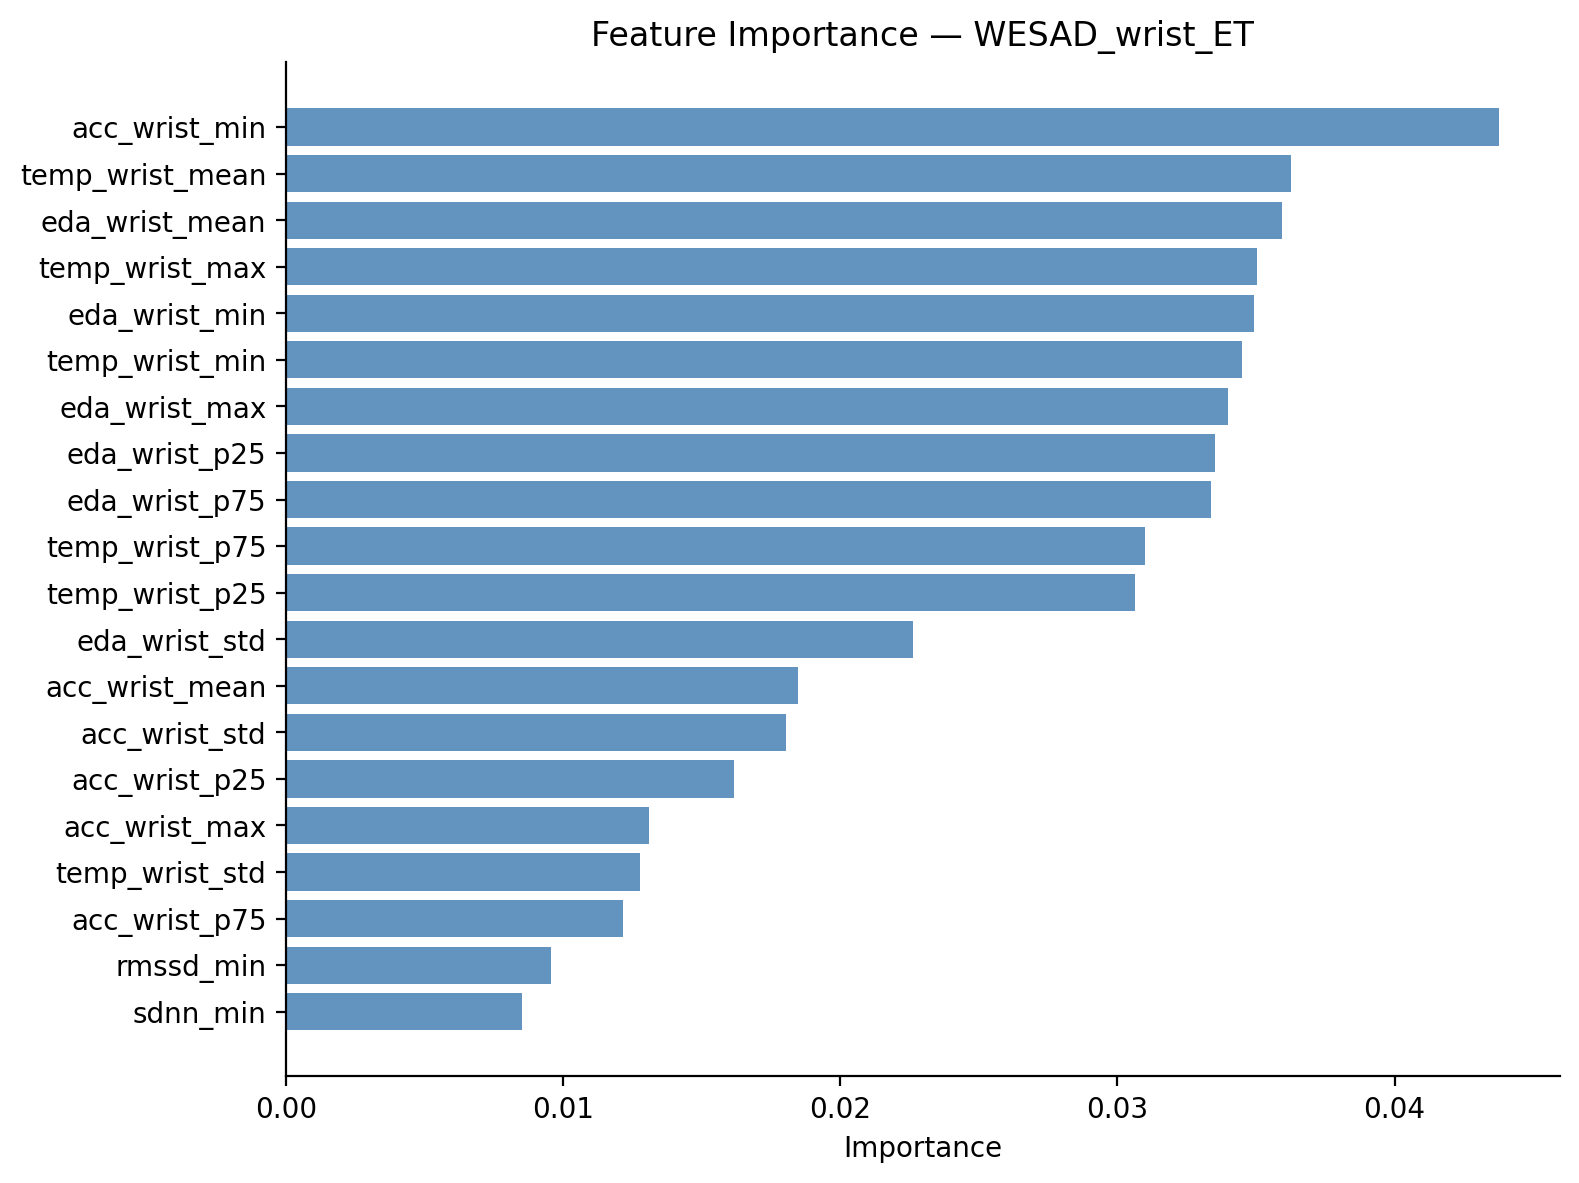 Feature Importance — WESAD_wrist_ET
acc_wrist_min
temp_wrist_mean
eda_wrist_mean
temp_wrist_max
eda_wrist_min
temp_wrist_min
eda_wrist_max
eda_wrist_p25
eda_wrist_p75
temp_wrist_p75
temp_wrist_p25
eda_wrist_std
acc_wrist_mean
acc_wrist_std
acc_wrist_p25
acc_wrist_max
temp_wrist_std
acc_wrist_p75
rmssd_min
sdnn_min
0.00 0.01 0.02 0.03 0.04
Importance